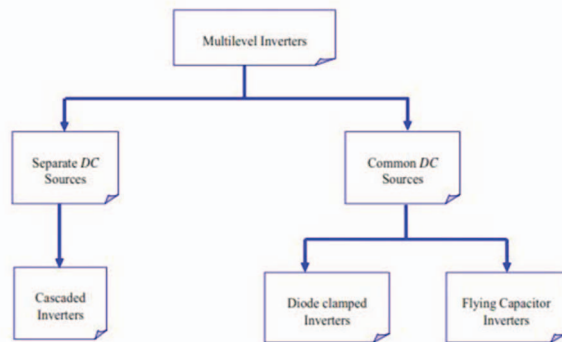 Multilevel Inverters
Separate DC
Sources
Common DC
Sources
Cascaded
Inverters
Diode clamped
Inverters
Flying Capacitor
Inverters